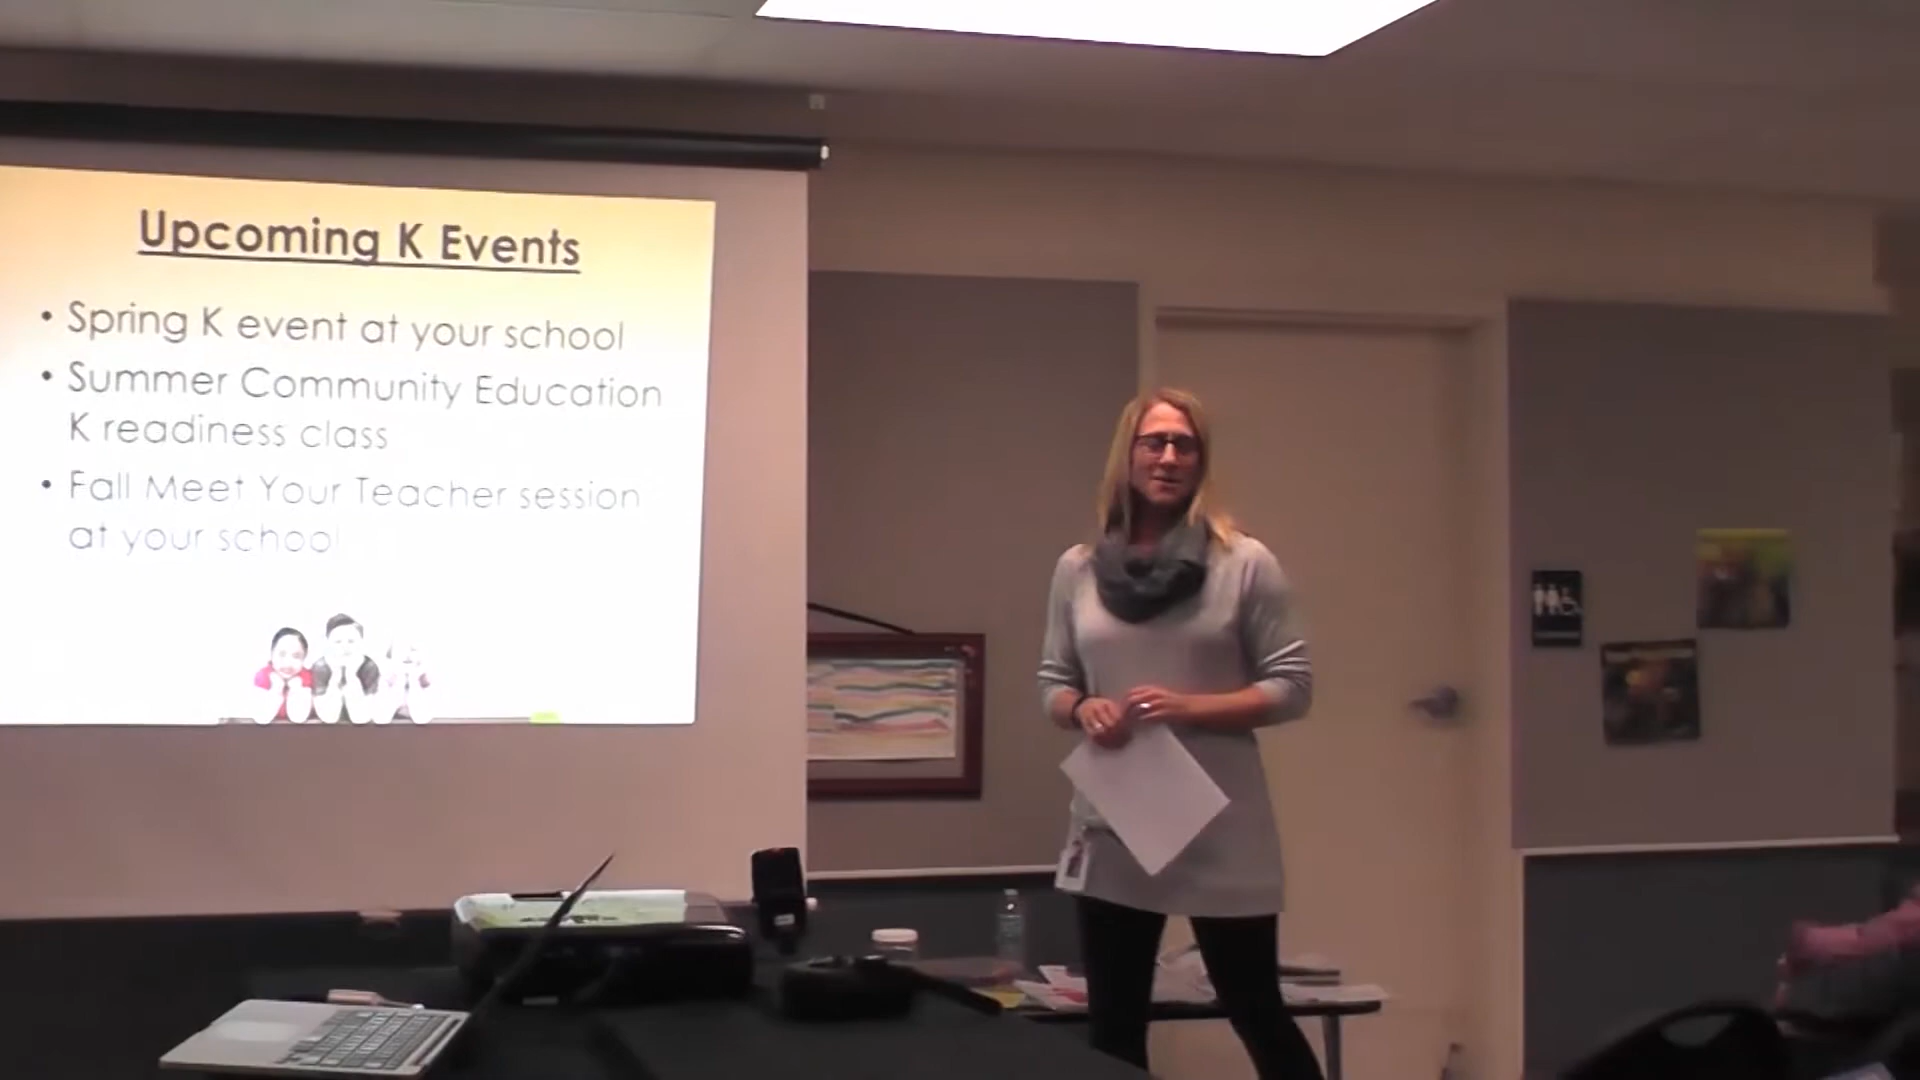 Upcoming K Events
• Spring K event at your school
• Summer Community Education
K readiness class
• Fall Meet Your Teacher session
at your school